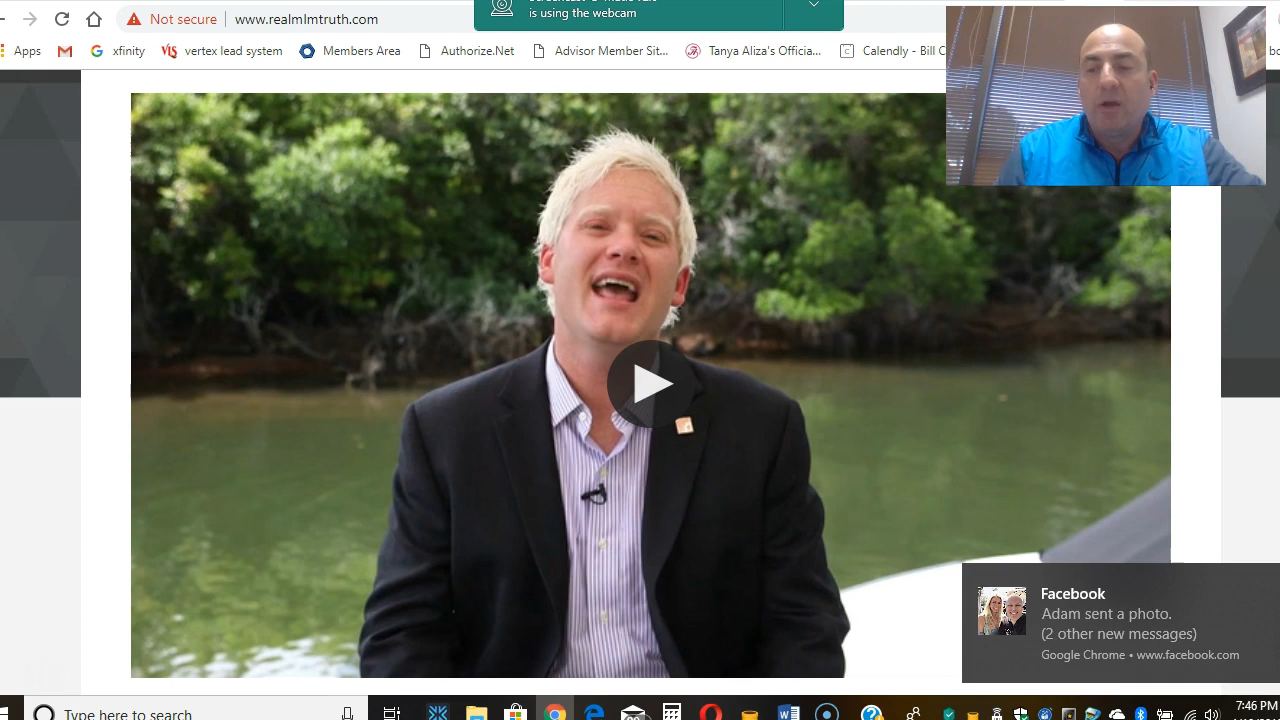 is using the webcam
Not secure | www.realmlmtruth.com
Apps xfinity vertex lead system Members Area Authorize.Net Advisor Member Sit... Tanya Aliza's Officia... Calendly - Bill C
Facebook
Adam sent a photo.
(2 other new messages)
Google Chrome • www.facebook.com
Type here to search
7:46 PM